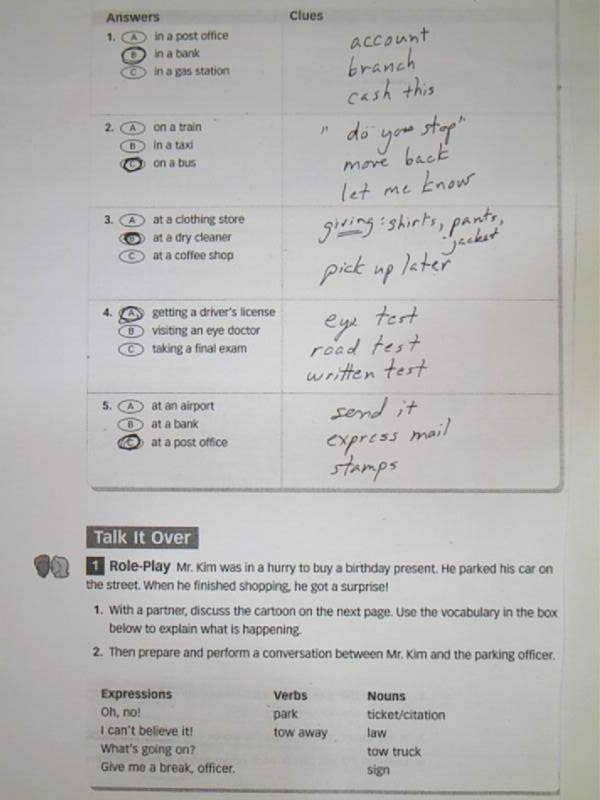 Answers Clues
1. A in a post office account
B in a bank branch
C in a gas station cash this
2. A on a train " do you stop"
B in a taxi move back
C on a bus let me know
3. A at a clothing store giving: shirts, pants,
jacket
B at a dry cleaner pick up later
C at a coffee shop
4. A getting a driver's license eye test
B visiting an eye doctor road test
C taking a final exam written test
5. A at an airport send it
B at a bank express mail
C at a post office stamps
Talk It Over
1 Role-Play Mr. Kim was in a hurry to buy a birthday present. He parked his car on
the street. When he finished shopping, he got a surprise!
1. With a partner, discuss the cartoon on the next page. Use the vocabulary in the box
below to explain what is happening.
2. Then prepare and perform a conversation between Mr. Kim and the parking officer.
Expressions Verbs Nouns
Oh, no! park ticket/citation
I can't believe it! tow away law
What's going on? tow truck
Give me a break, officer. sign